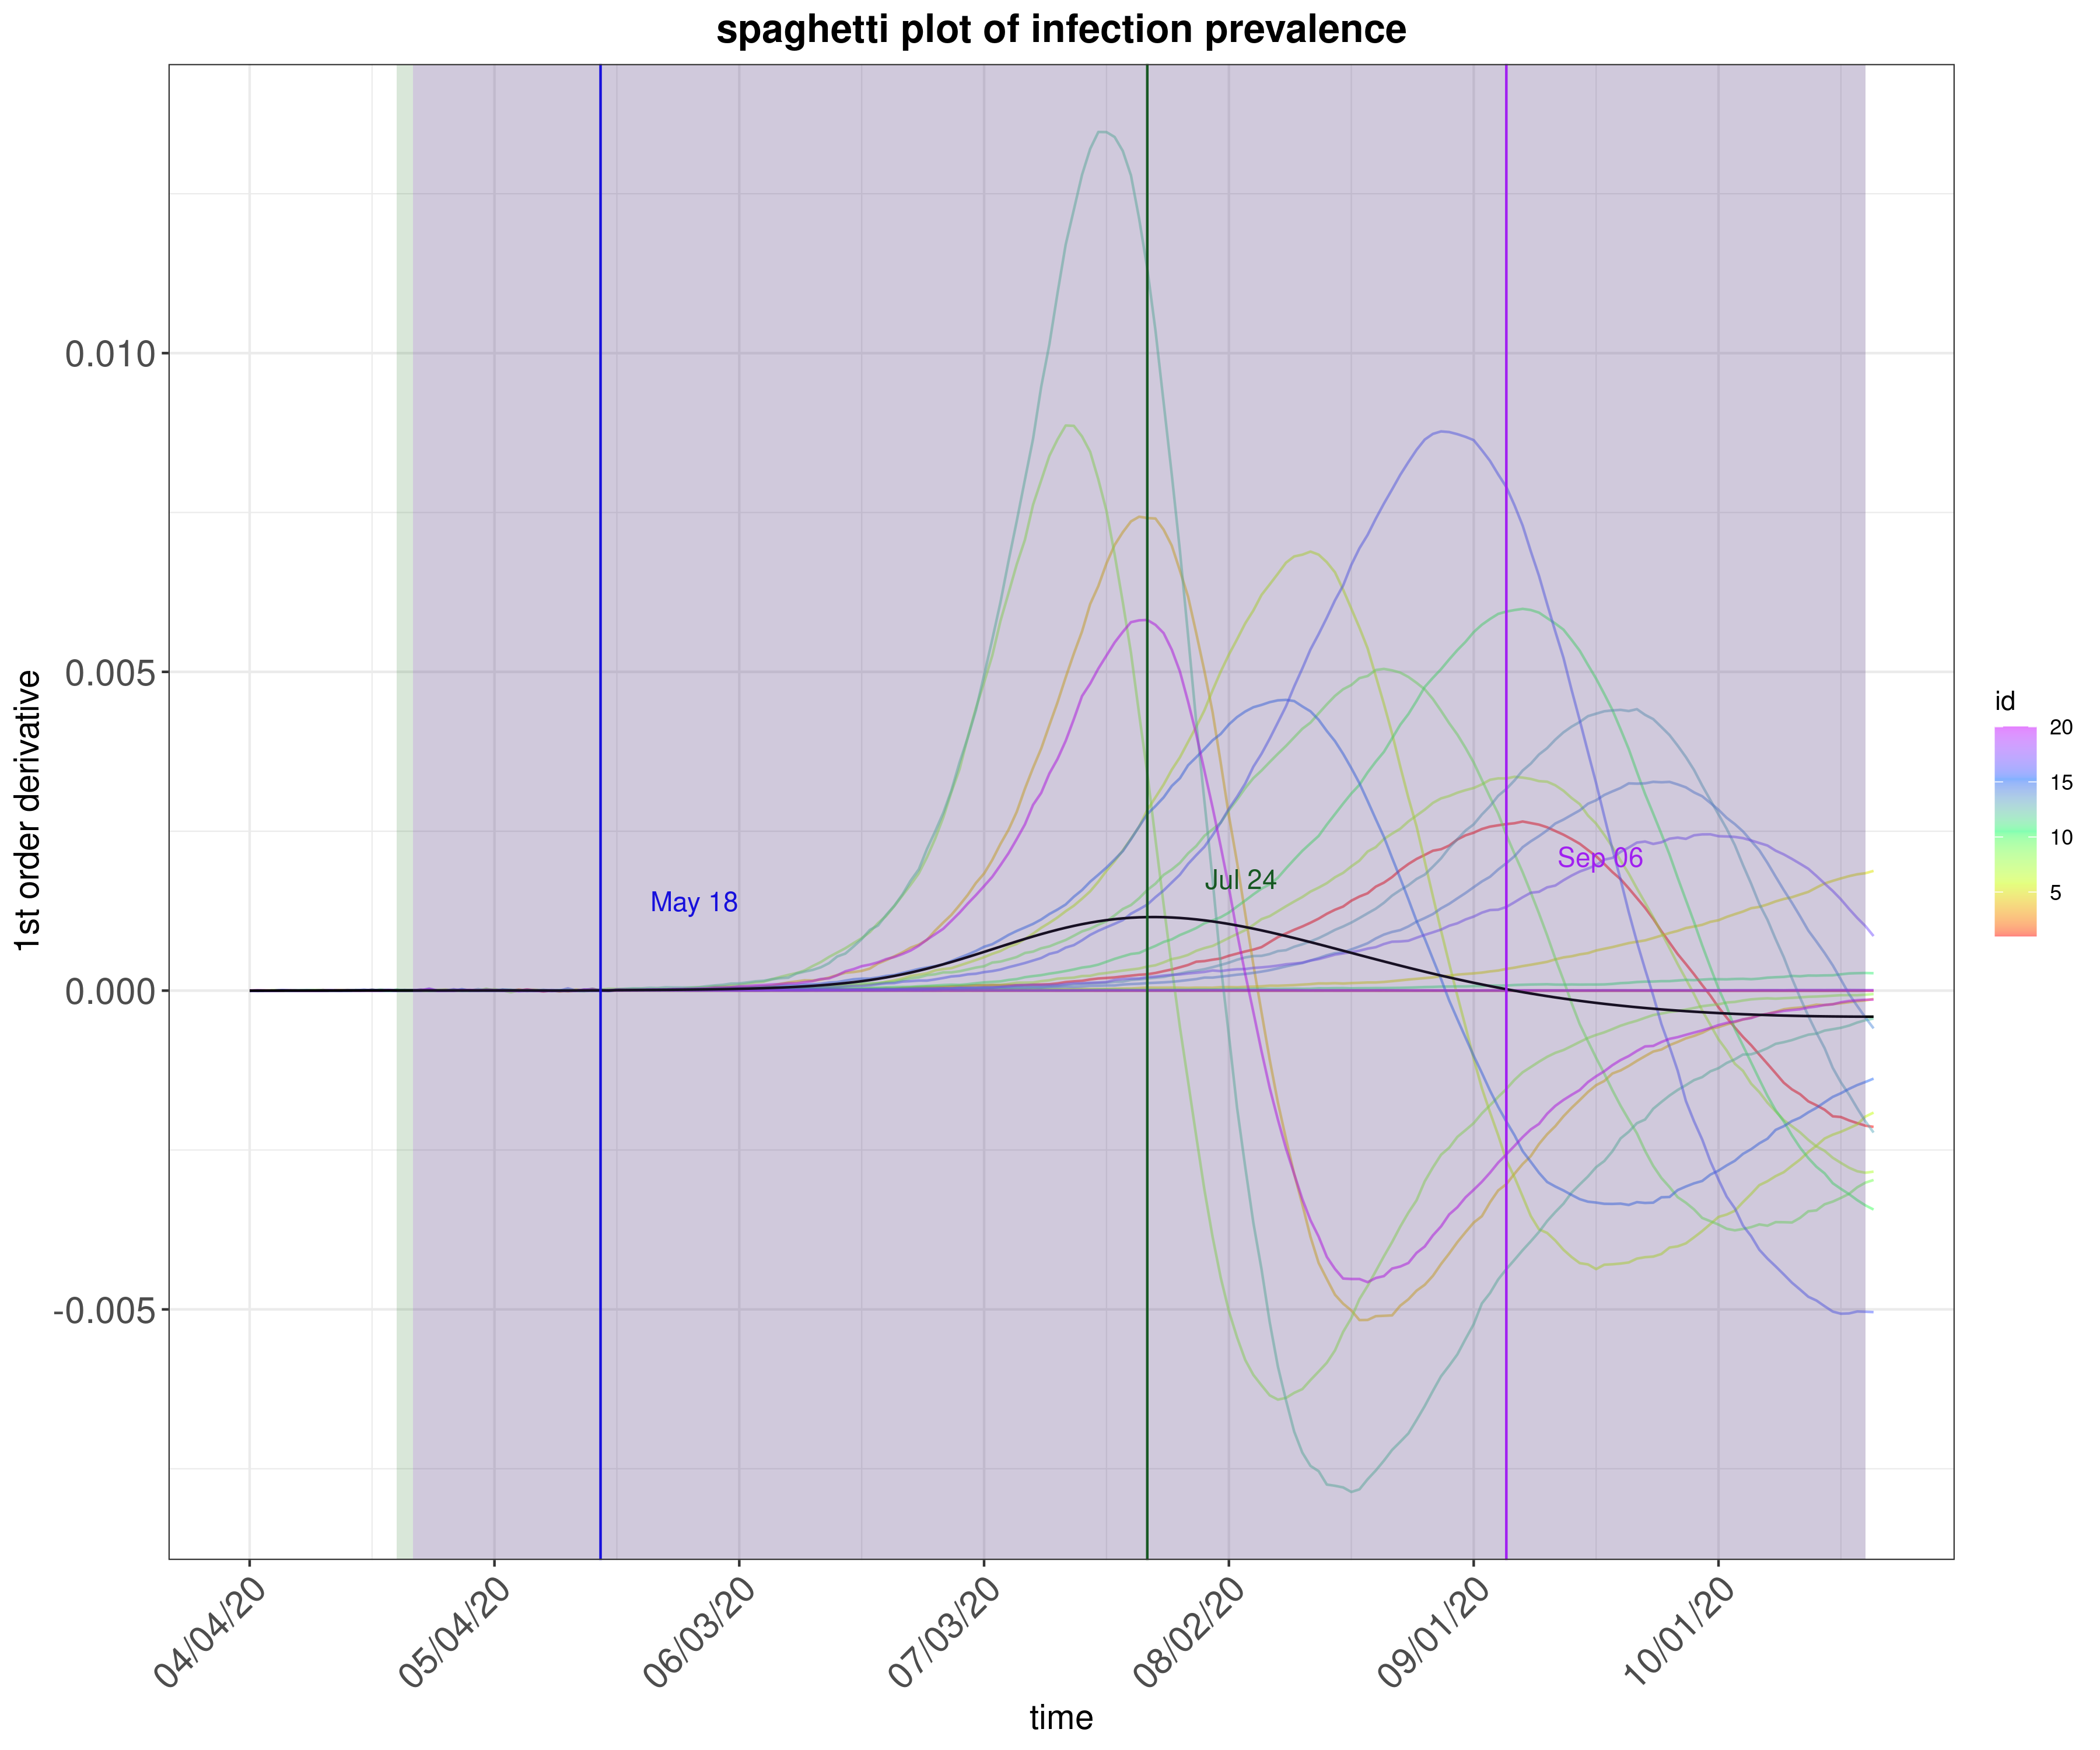 spaghetti plot of infection prevalence
1st order derivative
0.010
0.005
0.000
-0.005
May 18
Jul 24
Sep 06
id
20
15
10
5
04/04/20
05/04/20
06/03/20
07/03/20
08/02/20
09/01/20
10/01/20
time